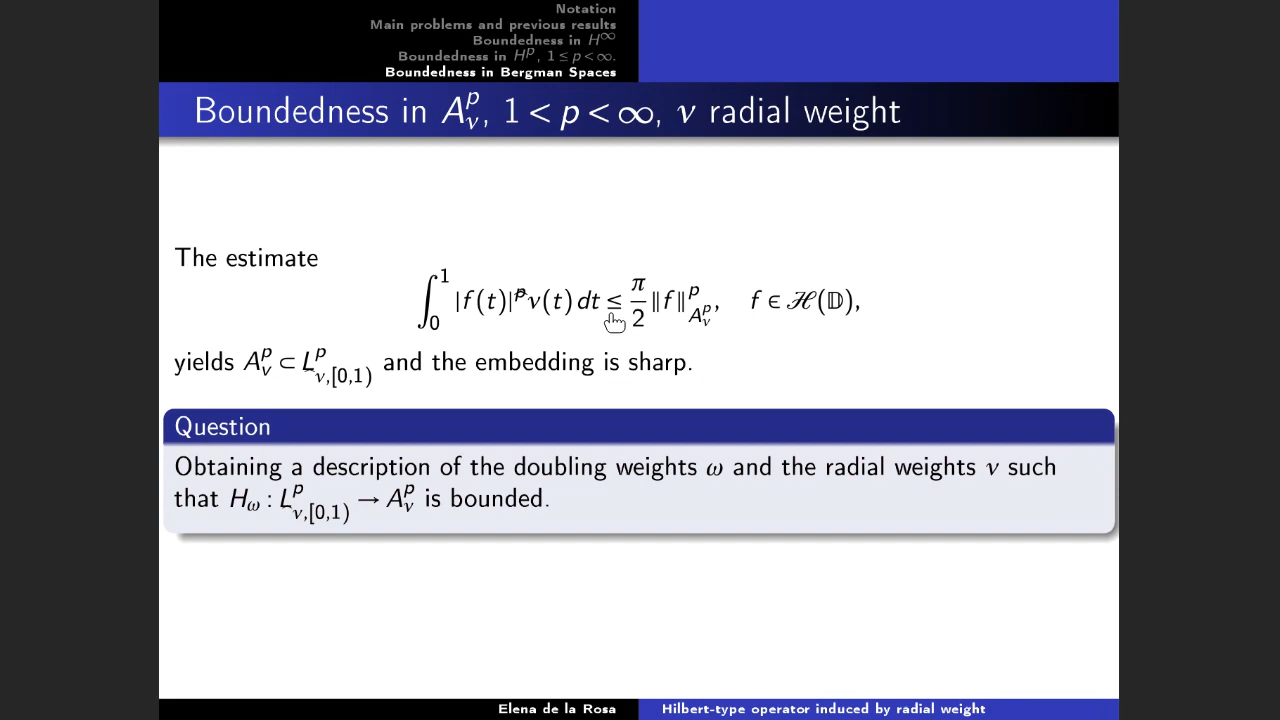 Notation
Main problems and previous results
Boundedness in H^∞
Boundedness in H^p, 1 ≤ p < ∞.
Boundedness in Bergman Spaces
Boundedness in A^p_ν, 1 < p < ∞, ν radial weight
The estimate
∫_0^1 |f(t)|^p ν(t) dt ≤ π/2 ‖f‖^p_{A^p_ν}, f ∈ ℋ(𝔻),
yields A^p_ν ⊂ L^p_{ν,[0,1)} and the embedding is sharp.
Question
Obtaining a description of the doubling weights ω and the radial weights ν such
that H_ω : L^p_{ν,[0,1)} → A^p_ν is bounded.
Elena de la Rosa
Hilbert-type operator induced by radial weight